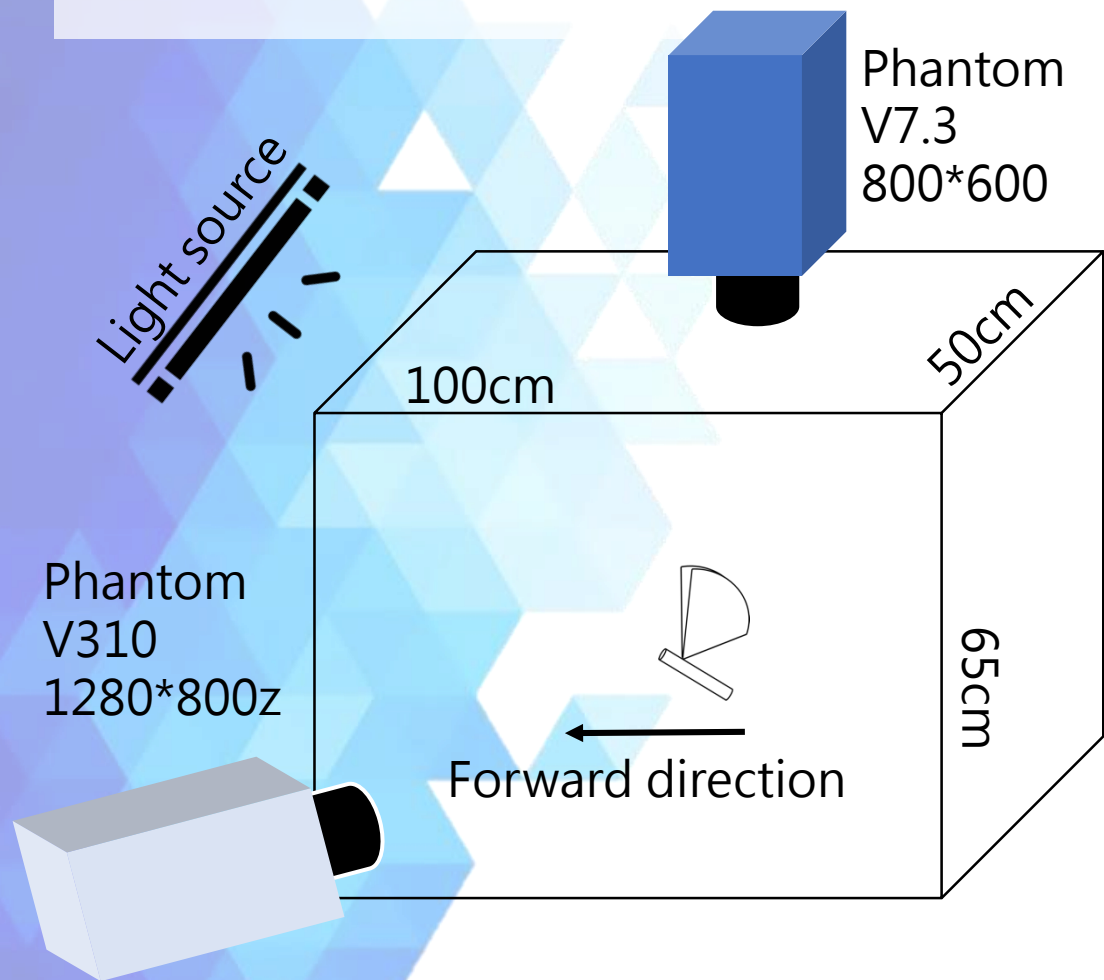 Phantom
V7.3
800*600
Light source
50cm
100cm
Phantom
V310
1280*800z
65cm
Forward direction